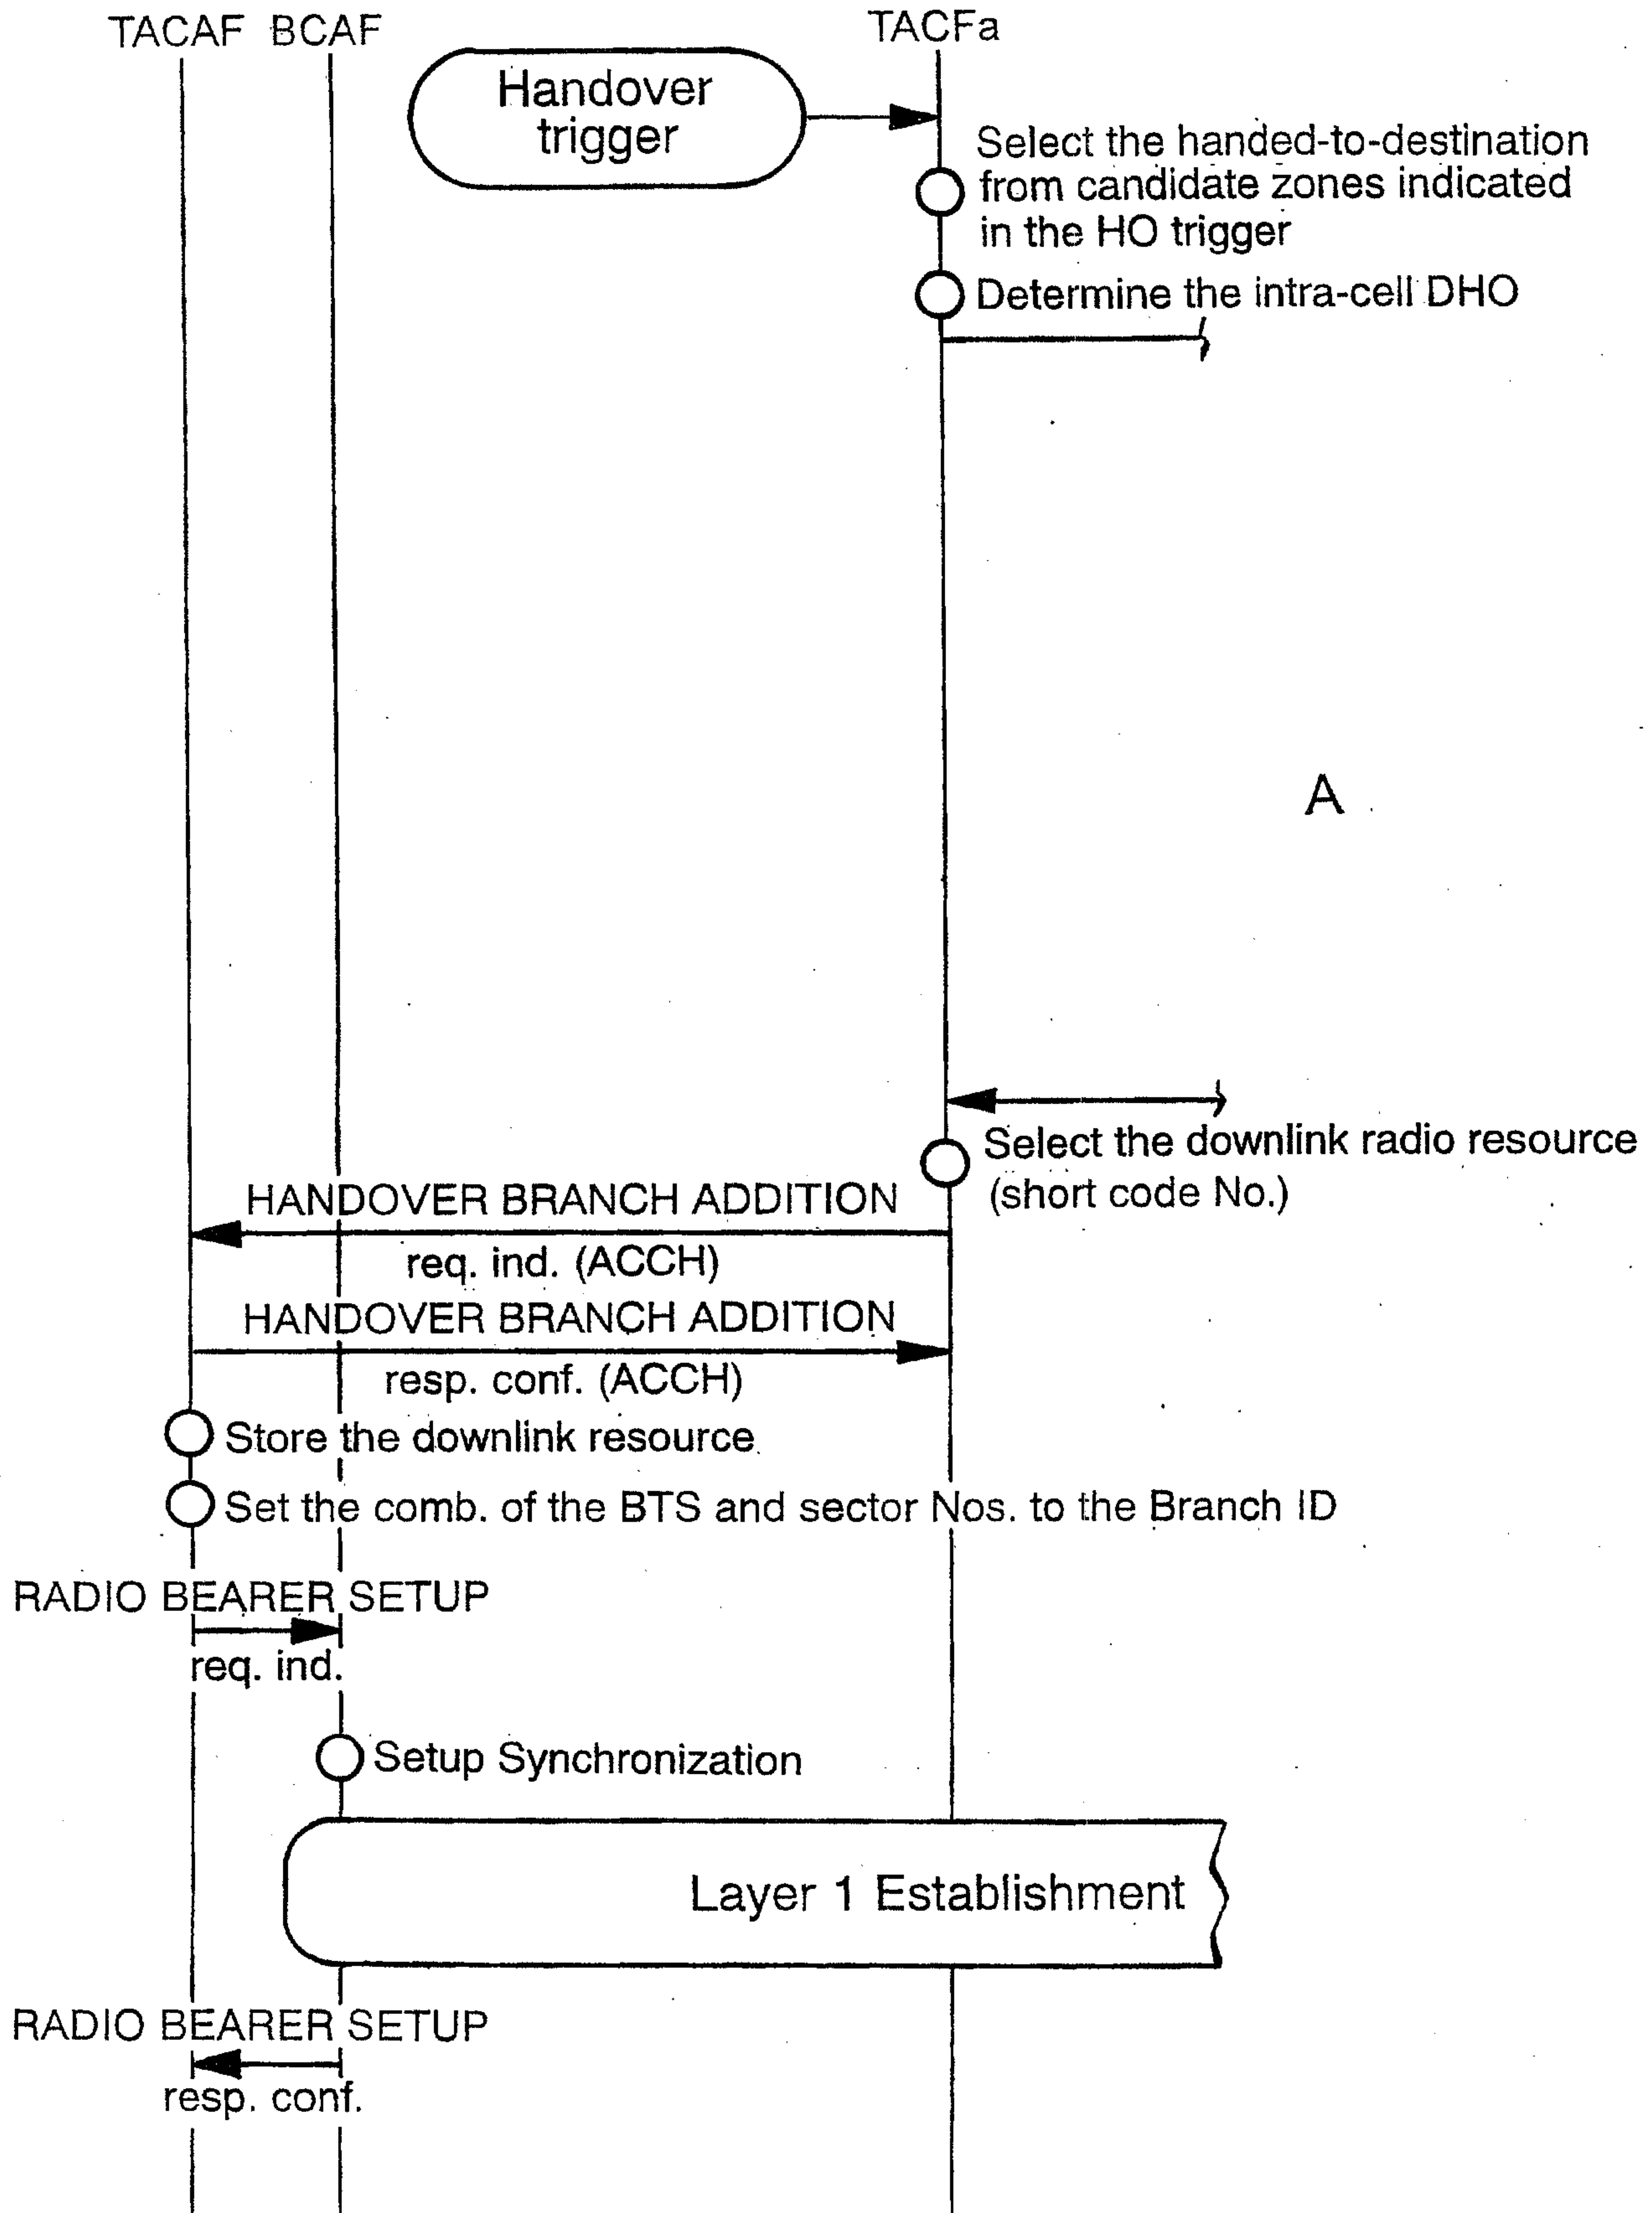 TACAF BCAF TACFa
Handover
trigger
Select the handed-to-destination
from candidate zones indicated
in the HO trigger
Determine the intra-cell DHO
A
Select the downlink radio resource
(short code No.)
HANDOVER BRANCH ADDITION
req. ind. (ACCH)
HANDOVER BRANCH ADDITION
resp. conf. (ACCH)
Store the downlink resource
Set the comb. of the BTS and sector Nos. to the Branch ID
RADIO BEARER SETUP
req. ind.
Setup Synchronization
Layer 1 Establishment
RADIO BEARER SETUP
resp. conf.